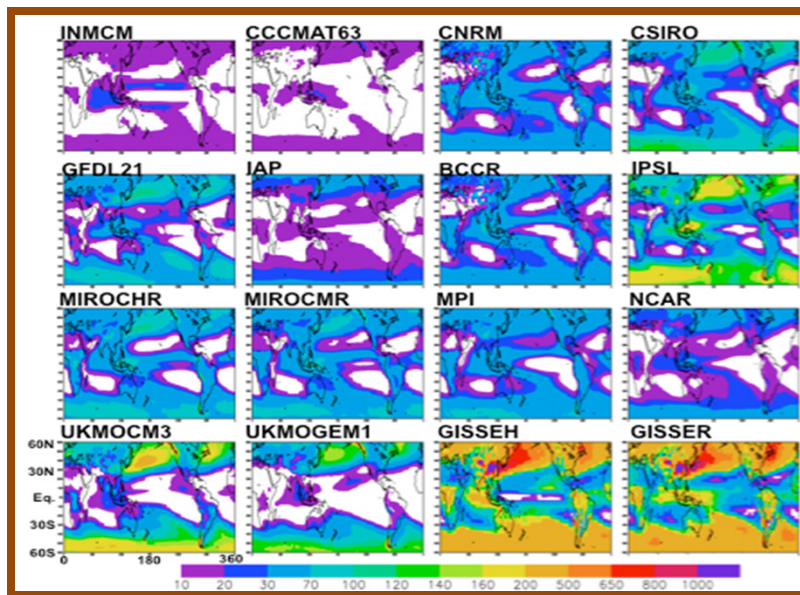 INMCM CCCMAT63 CNRM CSIRO
GFDL21 IAP BCCR IPSL
MIROCHR MIROCMR MPI NCAR
UKMOCM3 UKMOGEM1 GISSEH GISSER
60N
30N
Eq.
30S
60S
0 180 360
10 20 30 70 100 120 140 160 200 500 650 800 1000